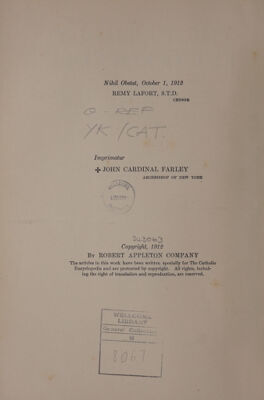 Nihil Obstat, October 1, 1912
REMY LAFORT, S.T.D.
CENSOR
Q-REF
YK/CAT.
Imprimatur
✠ JOHN CARDINAL FARLEY
ARCHBISHOP OF NEW YORK
Copyright, 1912
BY ROBERT APPLETON COMPANY
The articles in this work have been written specially for The Catholic
Encyclopedia and are protected by copyright. All rights, includ-
ing the right of translation and reproduction, are reserved.
WELLCOME
LIBRARY
General Collections
M
8067